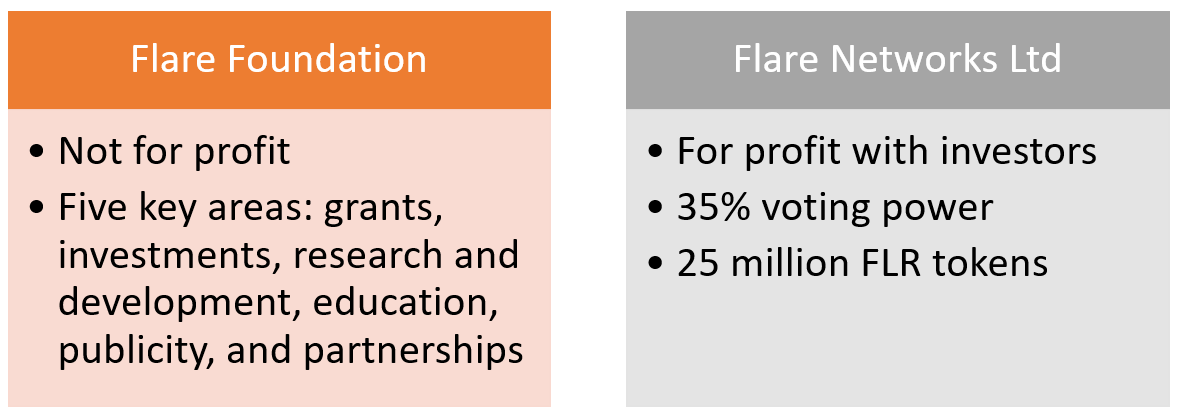 Flare Foundation
• Not for profit
• Five key areas: grants,
investments, research and
development, education,
publicity, and partnerships
Flare Networks Ltd
• For profit with investors
• 35% voting power
• 25 million FLR tokens